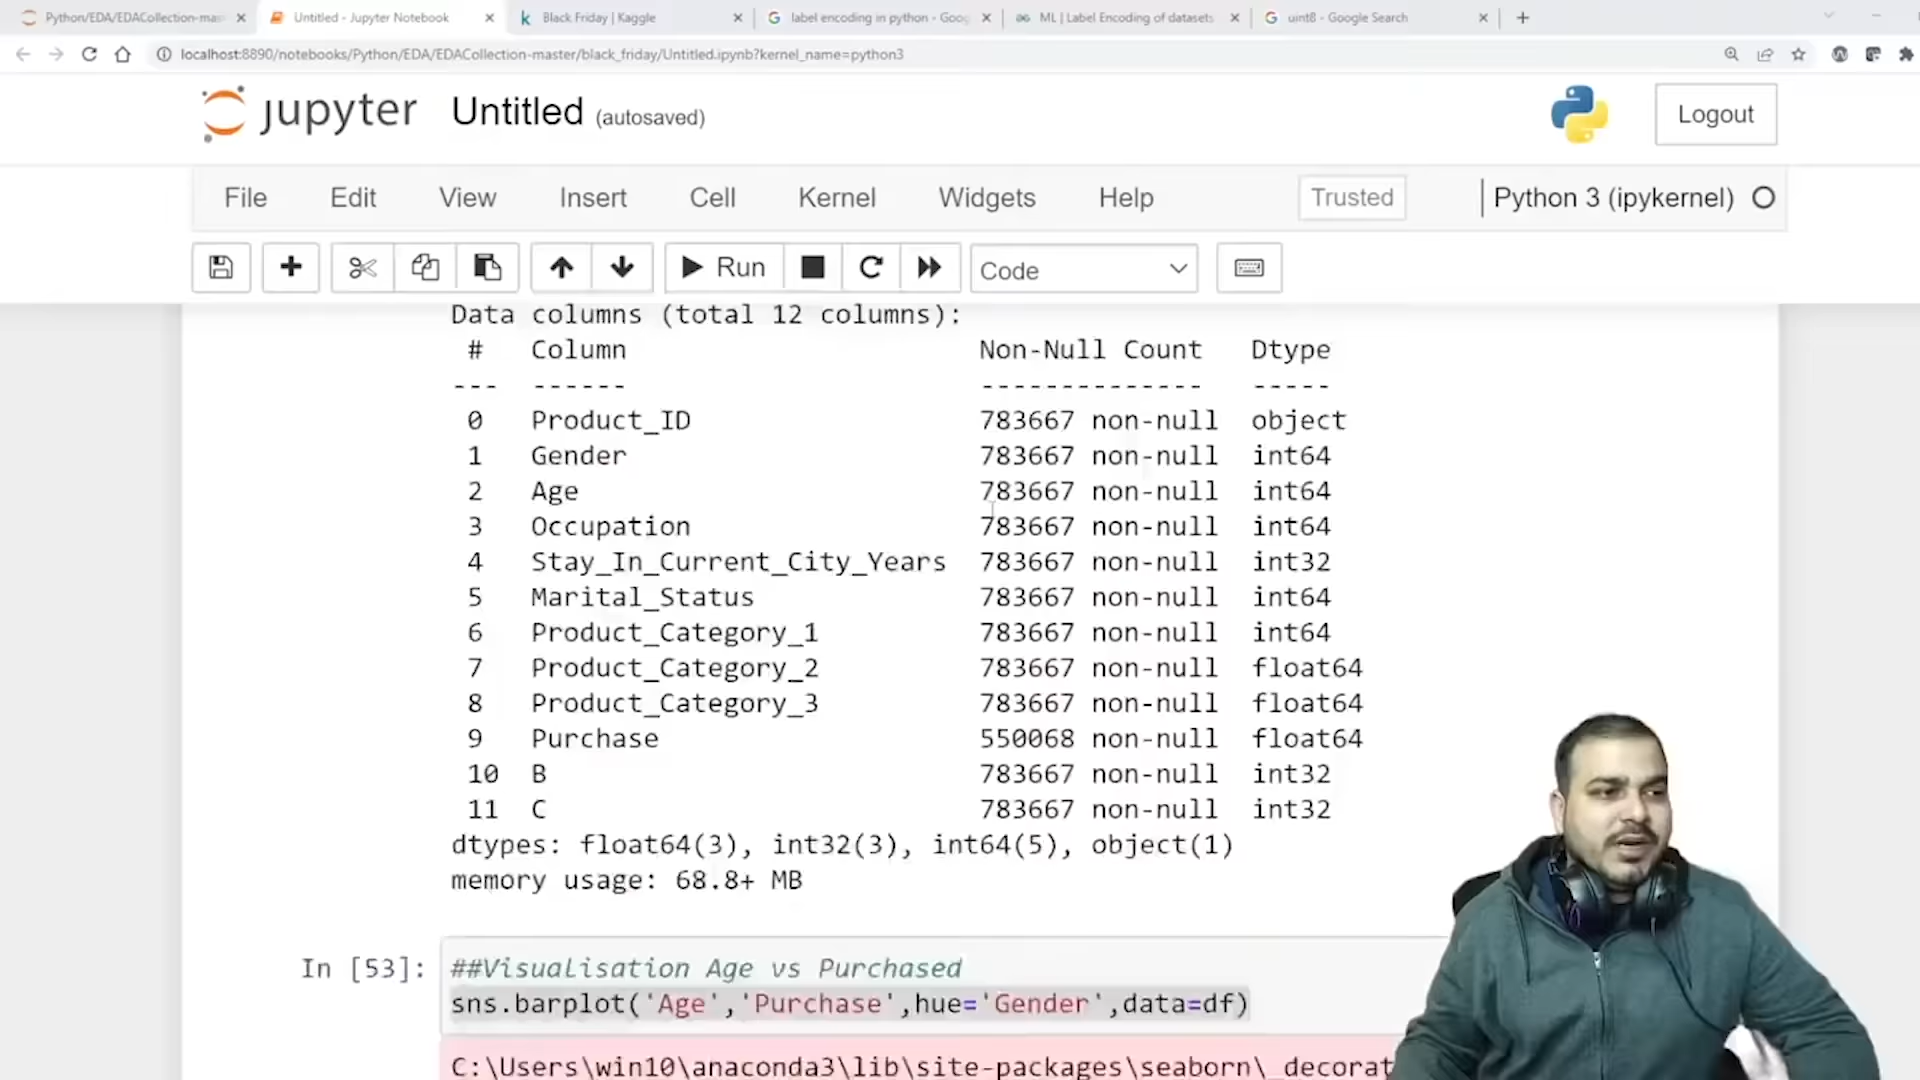 Python/EDA/EDACollection-mas
Untitled - Jupyter Notebook
Black Friday | Kaggle
label encoding in python - Goog
ML | Label Encoding of datasets
uint8 - Google Search
localhost:8890/notebooks/Python/EDA/EDACollection-master/black_friday/Untitled.ipynb?kernel_name=python3
jupyter Untitled (autosaved)
Logout
File Edit View Insert Cell Kernel Widgets Help Trusted Python 3 (ipykernel)
Run Code
Data columns (total 12 columns):
# Column Non-Null Count Dtype
--- ------ -------------- -----
0 Product_ID 783667 non-null object
1 Gender 783667 non-null int64
2 Age 783667 non-null int64
3 Occupation 783667 non-null int64
4 Stay_In_Current_City_Years 783667 non-null int32
5 Marital_Status 783667 non-null int64
6 Product_Category_1 783667 non-null int64
7 Product_Category_2 783667 non-null float64
8 Product_Category_3 783667 non-null float64
9 Purchase 550068 non-null float64
10 B 783667 non-null int32
11 C 783667 non-null int32
dtypes: float64(3), int32(3), int64(5), object(1)
memory usage: 68.8+ MB
In [53]: ##Visualisation Age vs Purchased
sns.barplot('Age','Purchase',hue='Gender',data=df)
C:\Users\win10\anaconda3\lib\site-packages\seaborn\_decorat